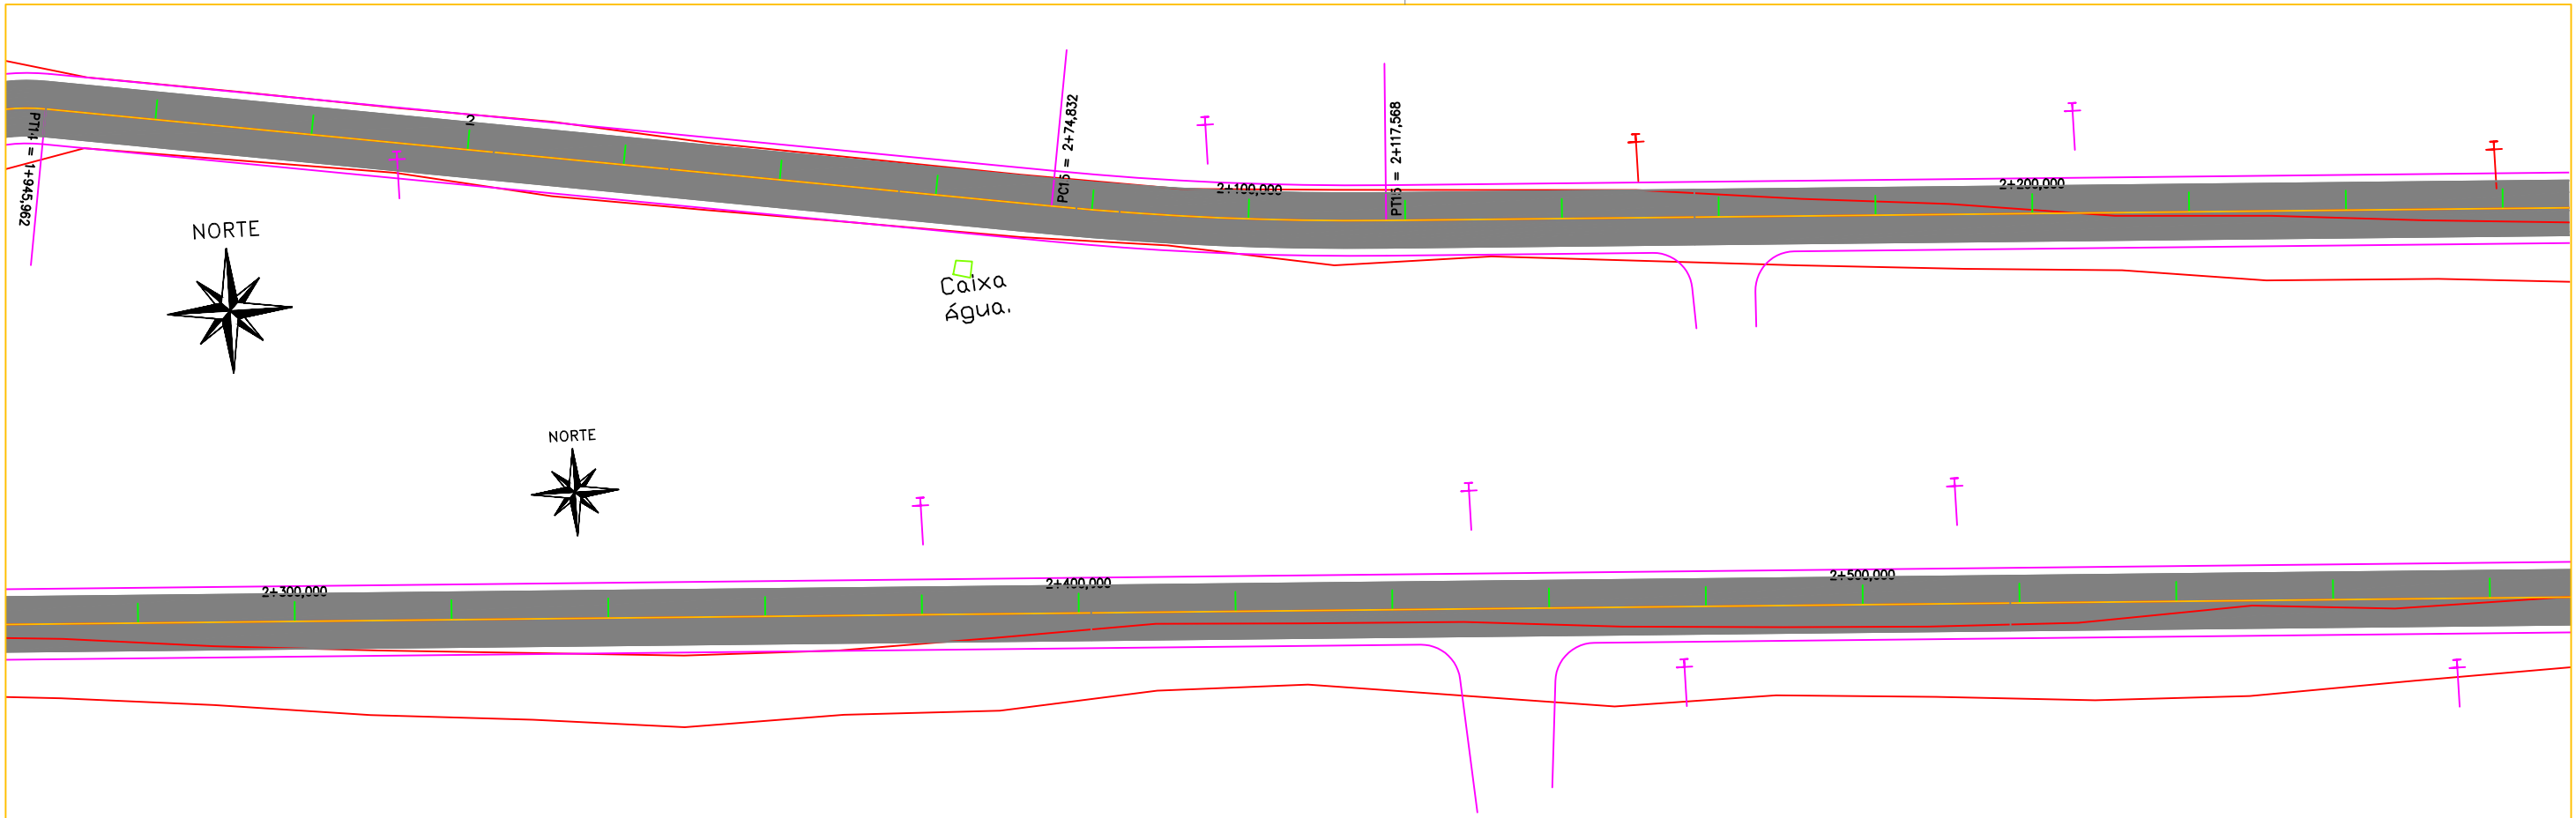 2
PT14 = 1+945,962
PC15 = 2+74,832
PT15 = 2+117,568
2+100,000
2+200,000
NORTE
Caixa
Água.
NORTE
2+300,000
2+400,000
2+500,000